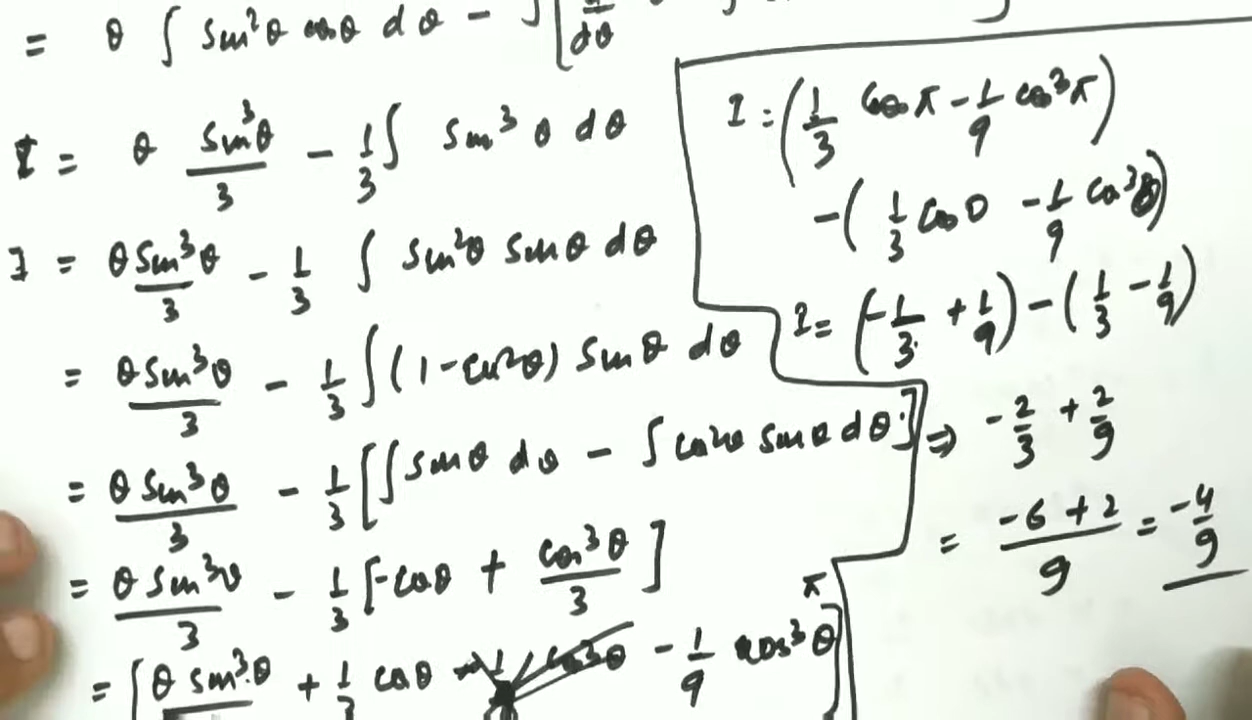 = θ ∫ sin²θ cosθ dθ - ∫ [ d/dθ
I = θ sin³θ/3 - 1/3 ∫ sin³θ dθ
I = θ sin³θ/3 - 1/3 ∫ sin²θ sinθ dθ
= θ sin³θ/3 - 1/3 ∫ (1-cos²θ) sinθ dθ
= θ sin³θ/3 - 1/3 [∫ sinθ dθ - ∫ cos²θ sinθ dθ]
= θ sin³θ/3 - 1/3 [-cosθ + cos³θ/3]
= [θ sin³θ + 1/3 cosθ - 1/9 cos³θ]π
I = (1/3 cosπ - 1/9 cos³π)
-(1/3 cos0 - 1/9 cos³0)
I = (-1/3 + 1/9) - (1/3 - 1/9)
⇒ -2/3 + 2/9
= -6+2/9 = -4/9